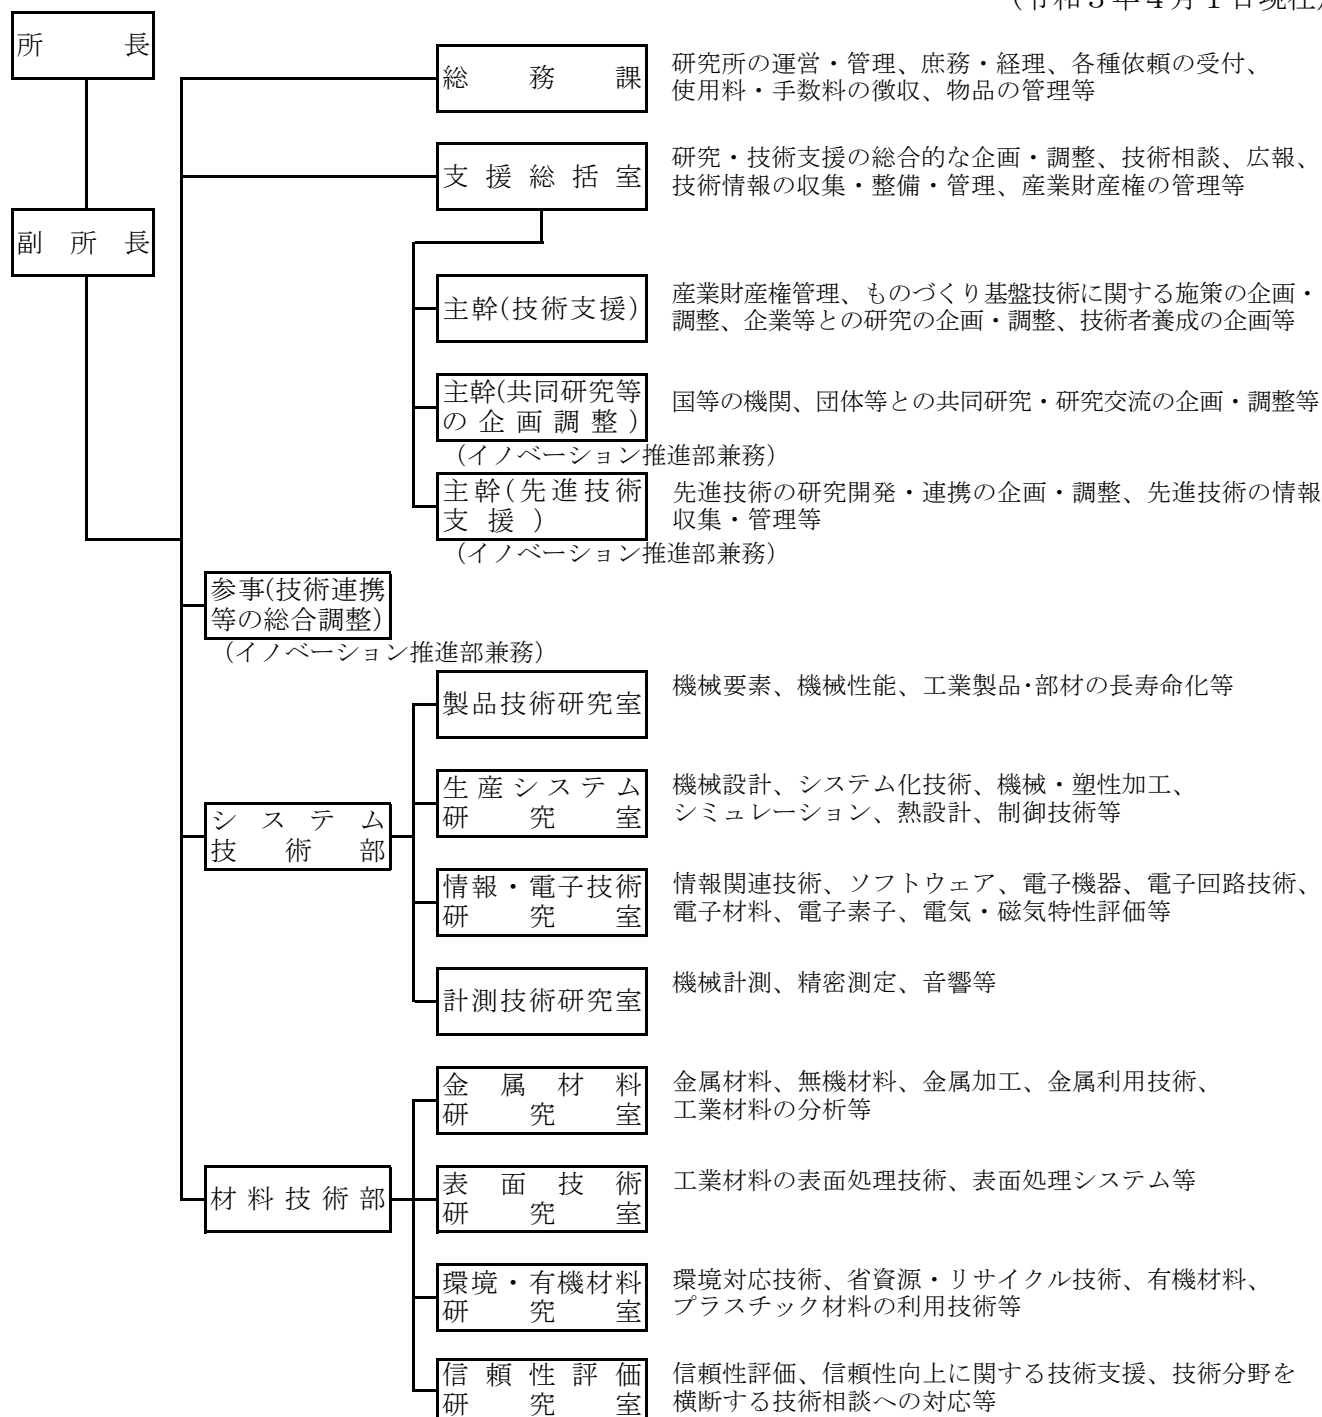 (令和3年4月1日現在)
所長
総務課
研究所の運営・管理、庶務・経理、各種依頼の受付、
使用料・手数料の徴収、物品の管理等
支援総括室
研究・技術支援の総合的な企画・調整、技術相談、広報、
技術情報の収集・整備・管理、産業財産権の管理等
副所長
主幹(技術支援)
産業財産権管理、ものづくり基盤技術に関する施策の企画・
調整、企業等との研究の企画・調整、技術者養成の企画等
主幹(共同研究等
の企画調整)
国等の機関、団体等との共同研究・研究交流の企画・調整等
(イノベーション推進部兼務)
主幹(先進技術
支援)
先進技術の研究開発・連携の企画・調整、先進技術の情報
収集・管理等
(イノベーション推進部兼務)
参事(技術連携
等の総合調整)
(イノベーション推進部兼務)
製品技術研究室
機械要素、機械性能、工業製品･部材の長寿命化等
システム
技術部
生産システム
研究室
機械設計、システム化技術、機械・塑性加工、
シミュレーション、熱設計、制御技術等
情報・電子技術
研究室
情報関連技術、ソフトウェア、電子機器、電子回路技術、
電子材料、電子素子、電気・磁気特性評価等
計測技術研究室
機械計測、精密測定、音響等
材料技術部
金属材料
研究室
金属材料、無機材料、金属加工、金属利用技術、
工業材料の分析等
表面技術
研究室
工業材料の表面処理技術、表面処理システム等
環境・有機材料
研究室
環境対応技術、省資源・リサイクル技術、有機材料、
プラスチック材料の利用技術等
信頼性評価
研究室
信頼性評価、信頼性向上に関する技術支援、技術分野を
横断する技術相談への対応等